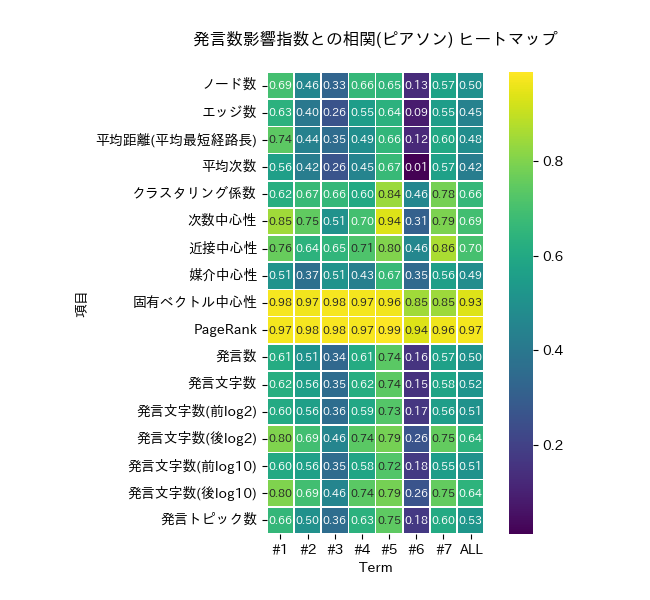 発言数影響指数との相関(ピアソン) ヒートマップ
項目
ノード数 0.69 0.46 0.33 0.66 0.65 0.13 0.57 0.50
エッジ数 0.63 0.40 0.26 0.55 0.64 0.09 0.55 0.45
平均距離(平均最短経路長) 0.74 0.44 0.35 0.49 0.66 0.12 0.60 0.48
平均次数 0.56 0.42 0.26 0.45 0.67 0.01 0.57 0.42
クラスタリング係数 0.62 0.67 0.66 0.60 0.84 0.46 0.78 0.66
次数中心性 0.85 0.75 0.51 0.70 0.94 0.31 0.79 0.69
近接中心性 0.76 0.64 0.65 0.71 0.80 0.46 0.86 0.70
媒介中心性 0.51 0.37 0.51 0.43 0.67 0.35 0.56 0.49
固有ベクトル中心性 0.98 0.97 0.98 0.97 0.96 0.85 0.85 0.93
PageRank 0.97 0.98 0.98 0.97 0.99 0.94 0.96 0.97
発言数 0.61 0.51 0.34 0.61 0.74 0.16 0.57 0.50
発言文字数 0.62 0.56 0.35 0.62 0.74 0.15 0.58 0.52
発言文字数(前log2) 0.60 0.56 0.36 0.59 0.73 0.17 0.56 0.51
発言文字数(後log2) 0.80 0.69 0.46 0.74 0.79 0.26 0.75 0.64
発言文字数(前log10) 0.60 0.56 0.35 0.58 0.72 0.18 0.55 0.51
発言文字数(後log10) 0.80 0.69 0.46 0.74 0.79 0.26 0.75 0.64
発言トピック数 0.66 0.50 0.36 0.63 0.75 0.18 0.60 0.53
#1 #2 #3 #4 #5 #6 #7 ALL
Term
0.8
0.6
0.4
0.2